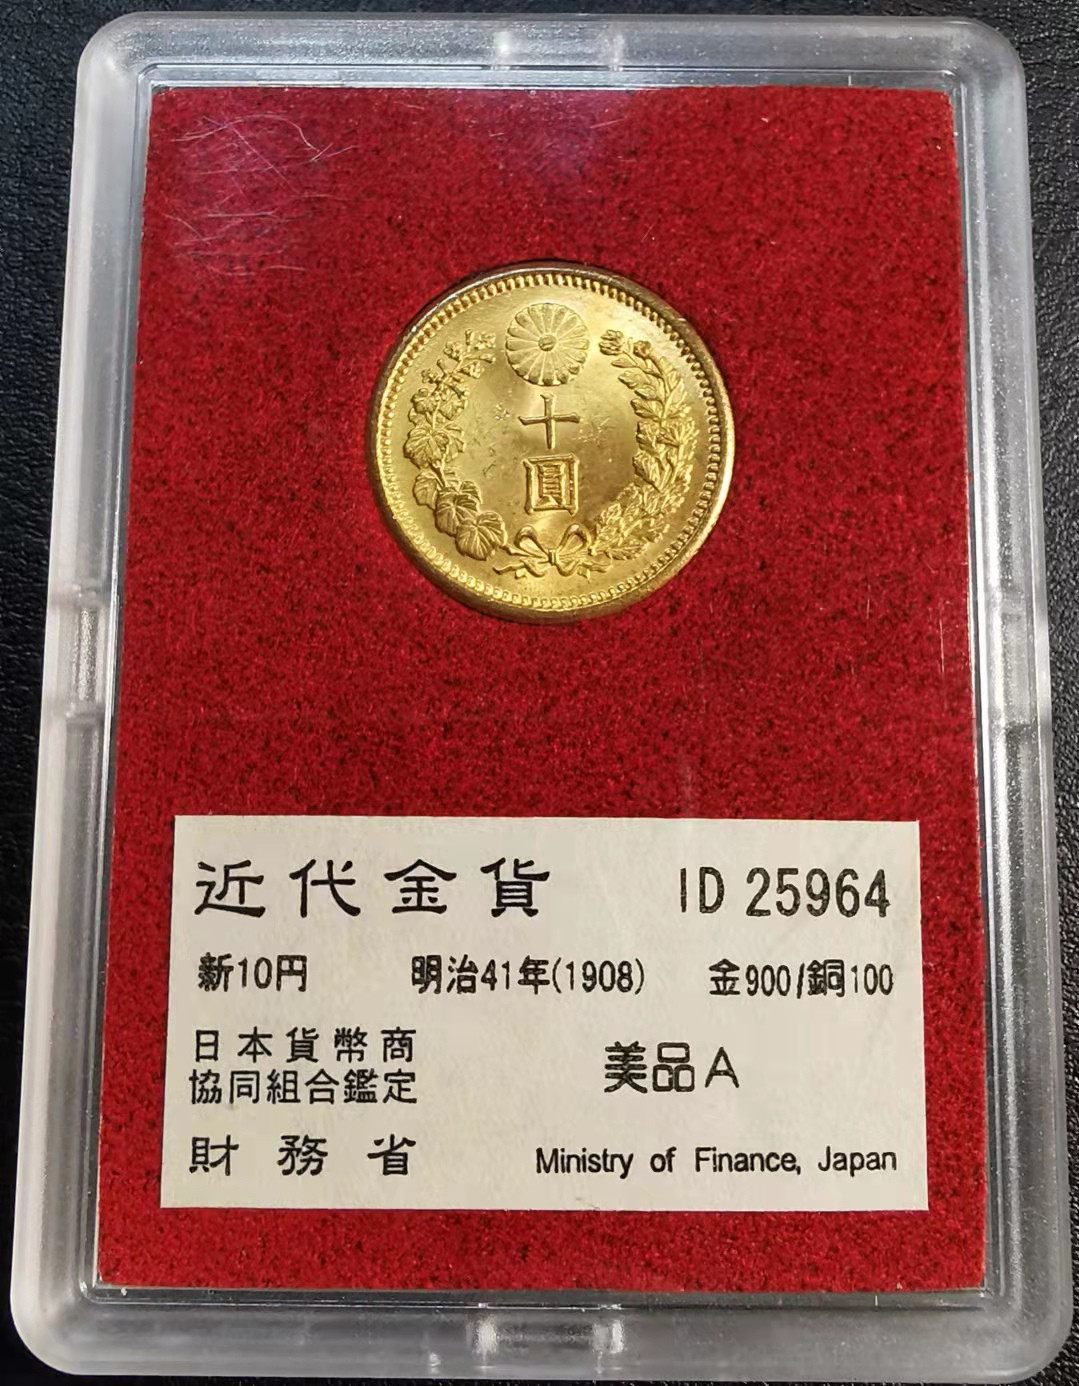 十
圓
近代金貨 ID 25964
新10円 明治41年(1908) 金900/銅100
日本貨幣商
協同組合鑑定
美品A
財務省 Ministry of Finance, Japan